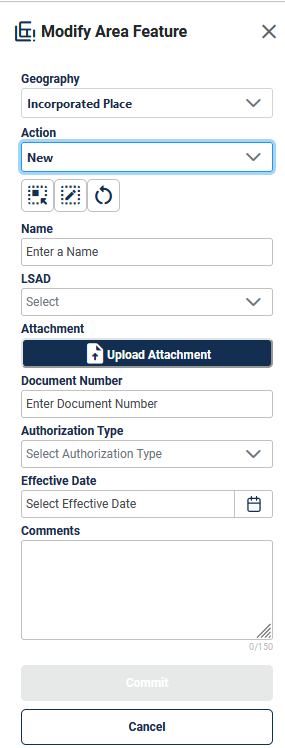 Modify Area Feature
Geography
Incorporated Place
Action
New
Name
Enter a Name
LSAD
Select
Attachment
Upload Attachment
Document Number
Enter Document Number
Authorization Type
Select Authorization Type
Effective Date
Select Effective Date
Comments
0/150
Commit
Cancel